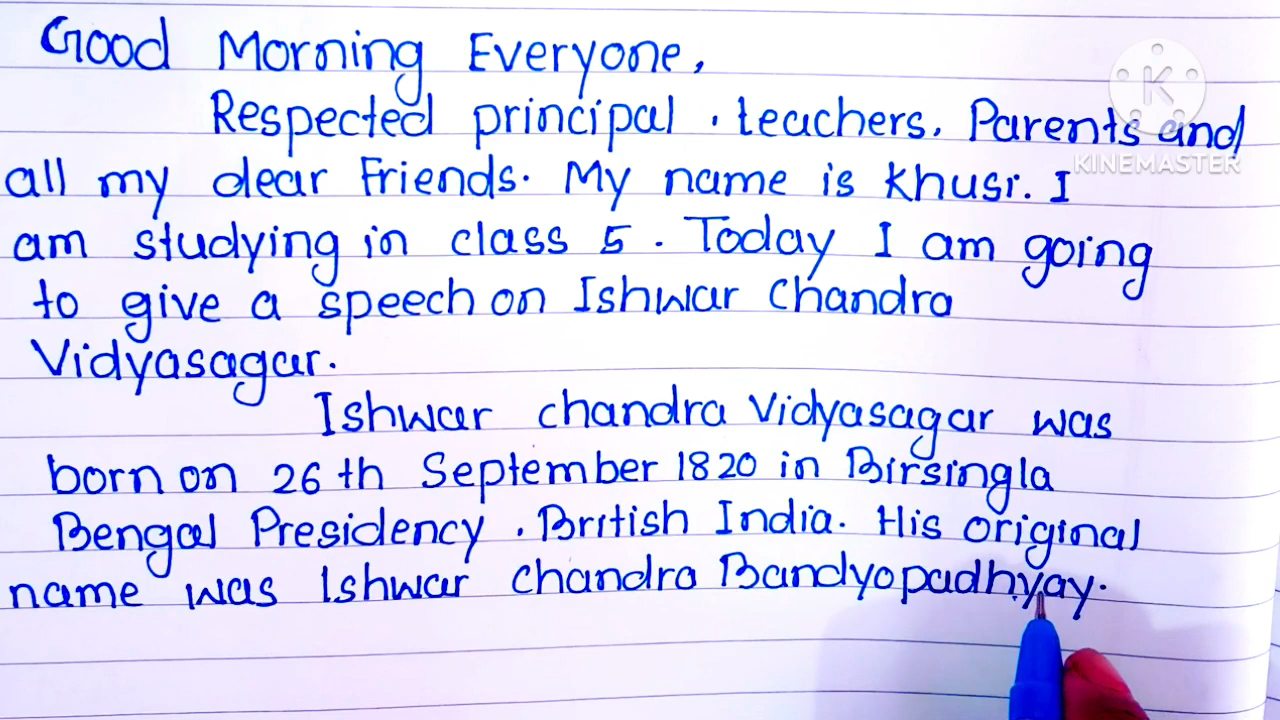 Good Morning Everyone,
Respected principal . teachers. Parents and
all my dear Friends. My name is Khusi. I
am studying in class 5. Today I am going
to give a speech on Ishwar Chandra
Vidyasagar.
Ishwar chandra Vidyasagar was
born on 26 th September 1820 in Birsingla
Bengal Presidency . British India. His original
name was Ishwar chandra Bandyopadhyay.
K
KINEMASTER